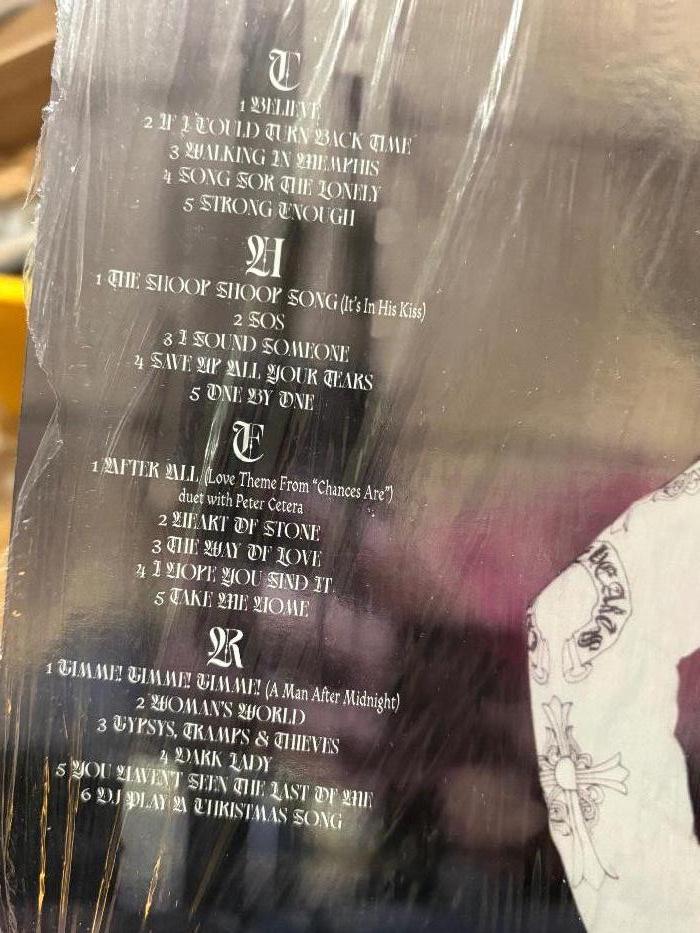 C
1 BELIEVE
2 IF I COULD TURN BACK TIME
3 WALKING IN MEMPHIS
4 SONG FOR THE LONELY
5 STRONG ENOUGH
H
1 THE SHOOP SHOOP SONG (It's In His Kiss)
2 SOS
3 I FOUND SOMEONE
4 SAVE UP ALL YOUR TEARS
5 ONE BY ONE
E
1 AFTER ALL (Love Theme From "Chances Are")
duet with Peter Cetera
2 HEART OF STONE
3 THE WAY OF LOVE
4 I HOPE YOU FIND IT
5 TAKE ME HOME
R
1 GIMME! GIMME! GIMME! (A Man After Midnight)
2 WOMAN'S WORLD
3 GYPSYS, TRAMPS & THIEVES
4 DARK LADY
5 YOU HAVEN'T SEEN THE LAST OF ME
6 DJ PLAY A CHRISTMAS SONG